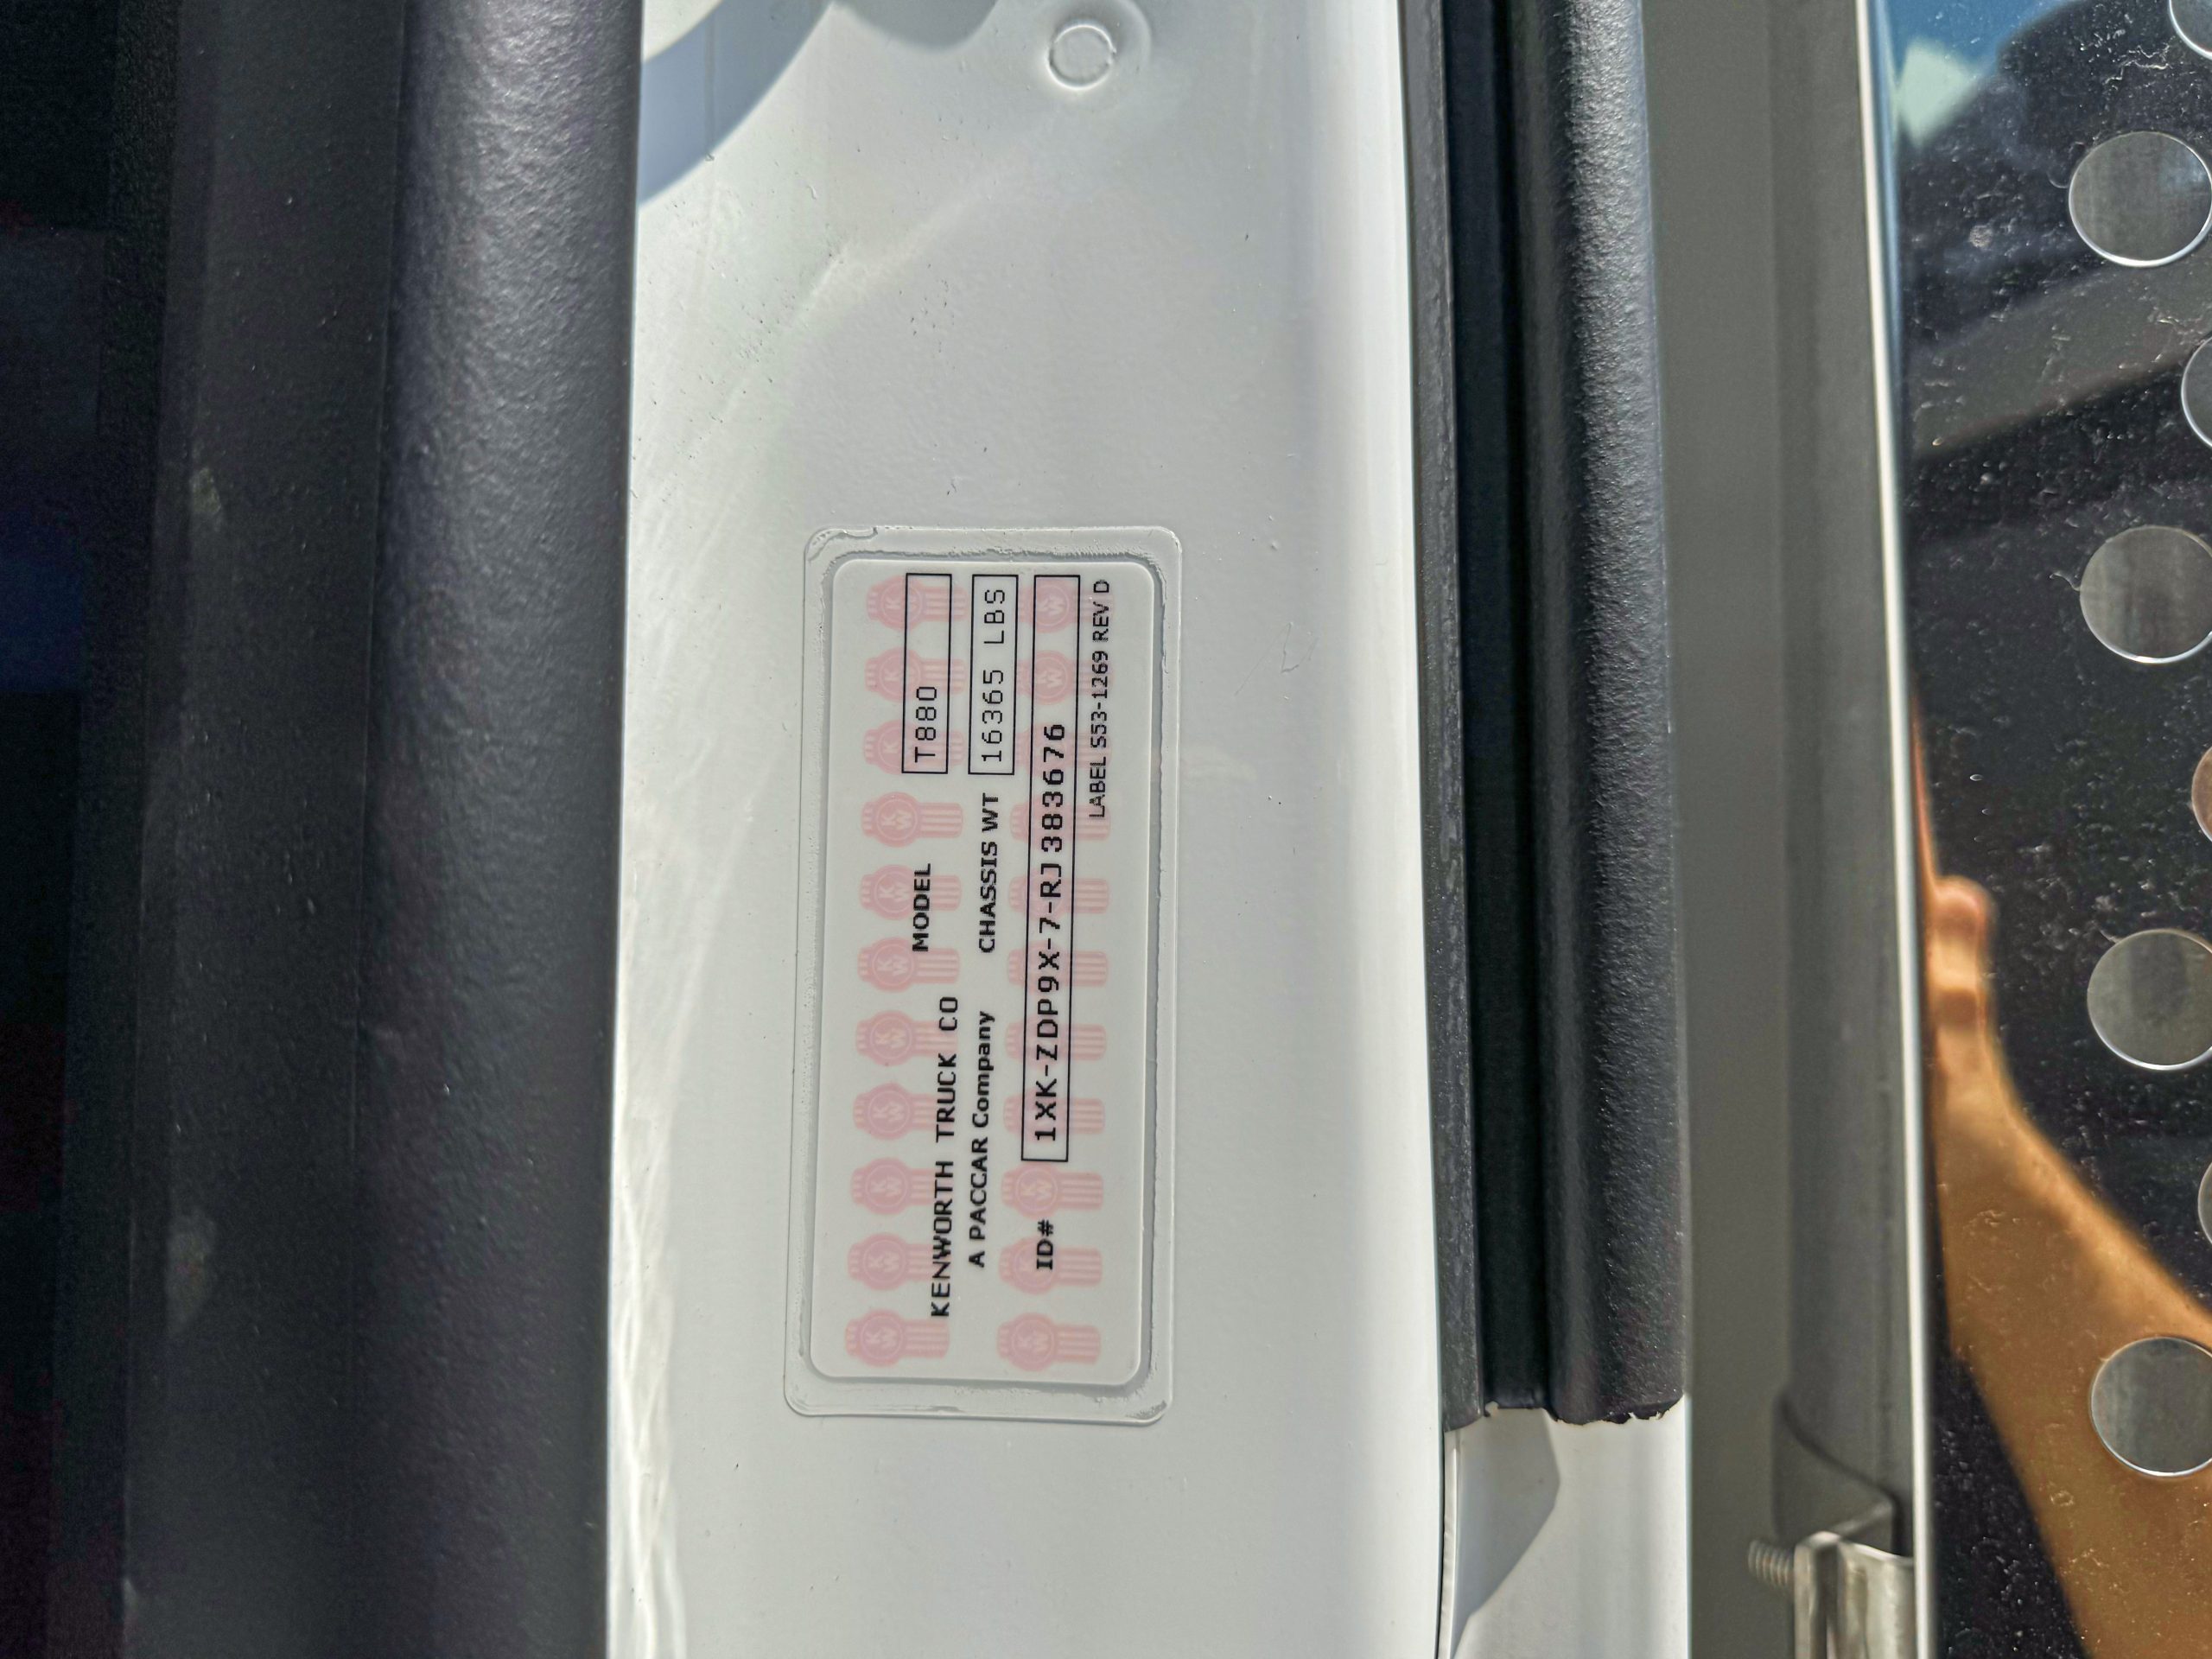 KENWORTH TRUCK CO
A PACCAR Company
MODEL T880
CHASSIS WT 16365 LBS
ID# 1XK-ZDP9X-7-RJ383676
LABEL S53-1269 REV D